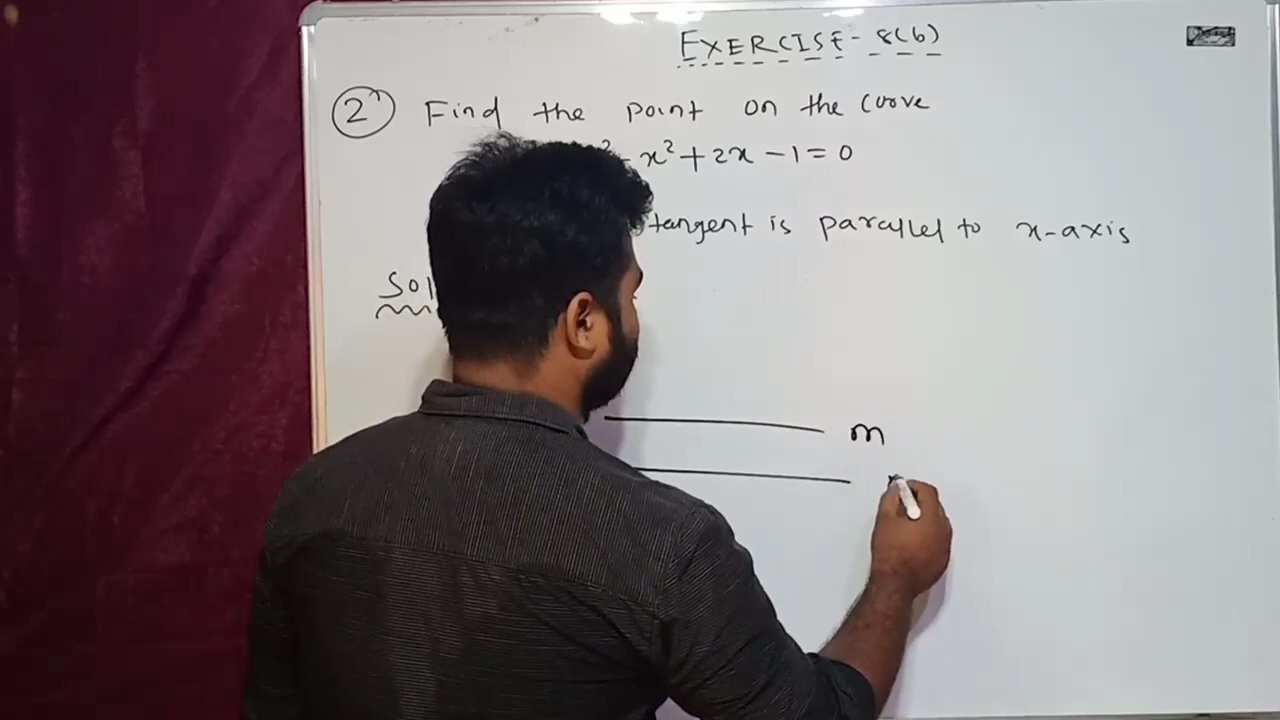 EXERCISE - 8(b)
2) Find the point on the curve
² - x² + 2x - 1 = 0
tangent is parallel to x-axis
Sol
m